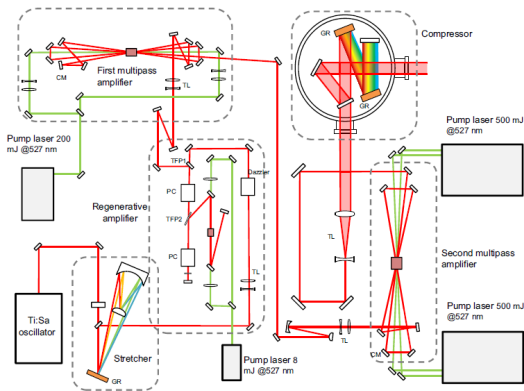 GR
Compressor
GR
CM
First multipass
amplifier
TL
Pump laser 200
mJ @527 nm
Pump laser 500 mJ
@527 nm
TFP1
PC
Dazzler
Regenerative
amplifier
TFP2
PC
TL
TL
Second multipass
amplifier
Ti:Sa
oscillator
Stretcher
GR
Pump laser 8
mJ @527 nm
TL
CM
Pump laser 500 mJ
@527 nm